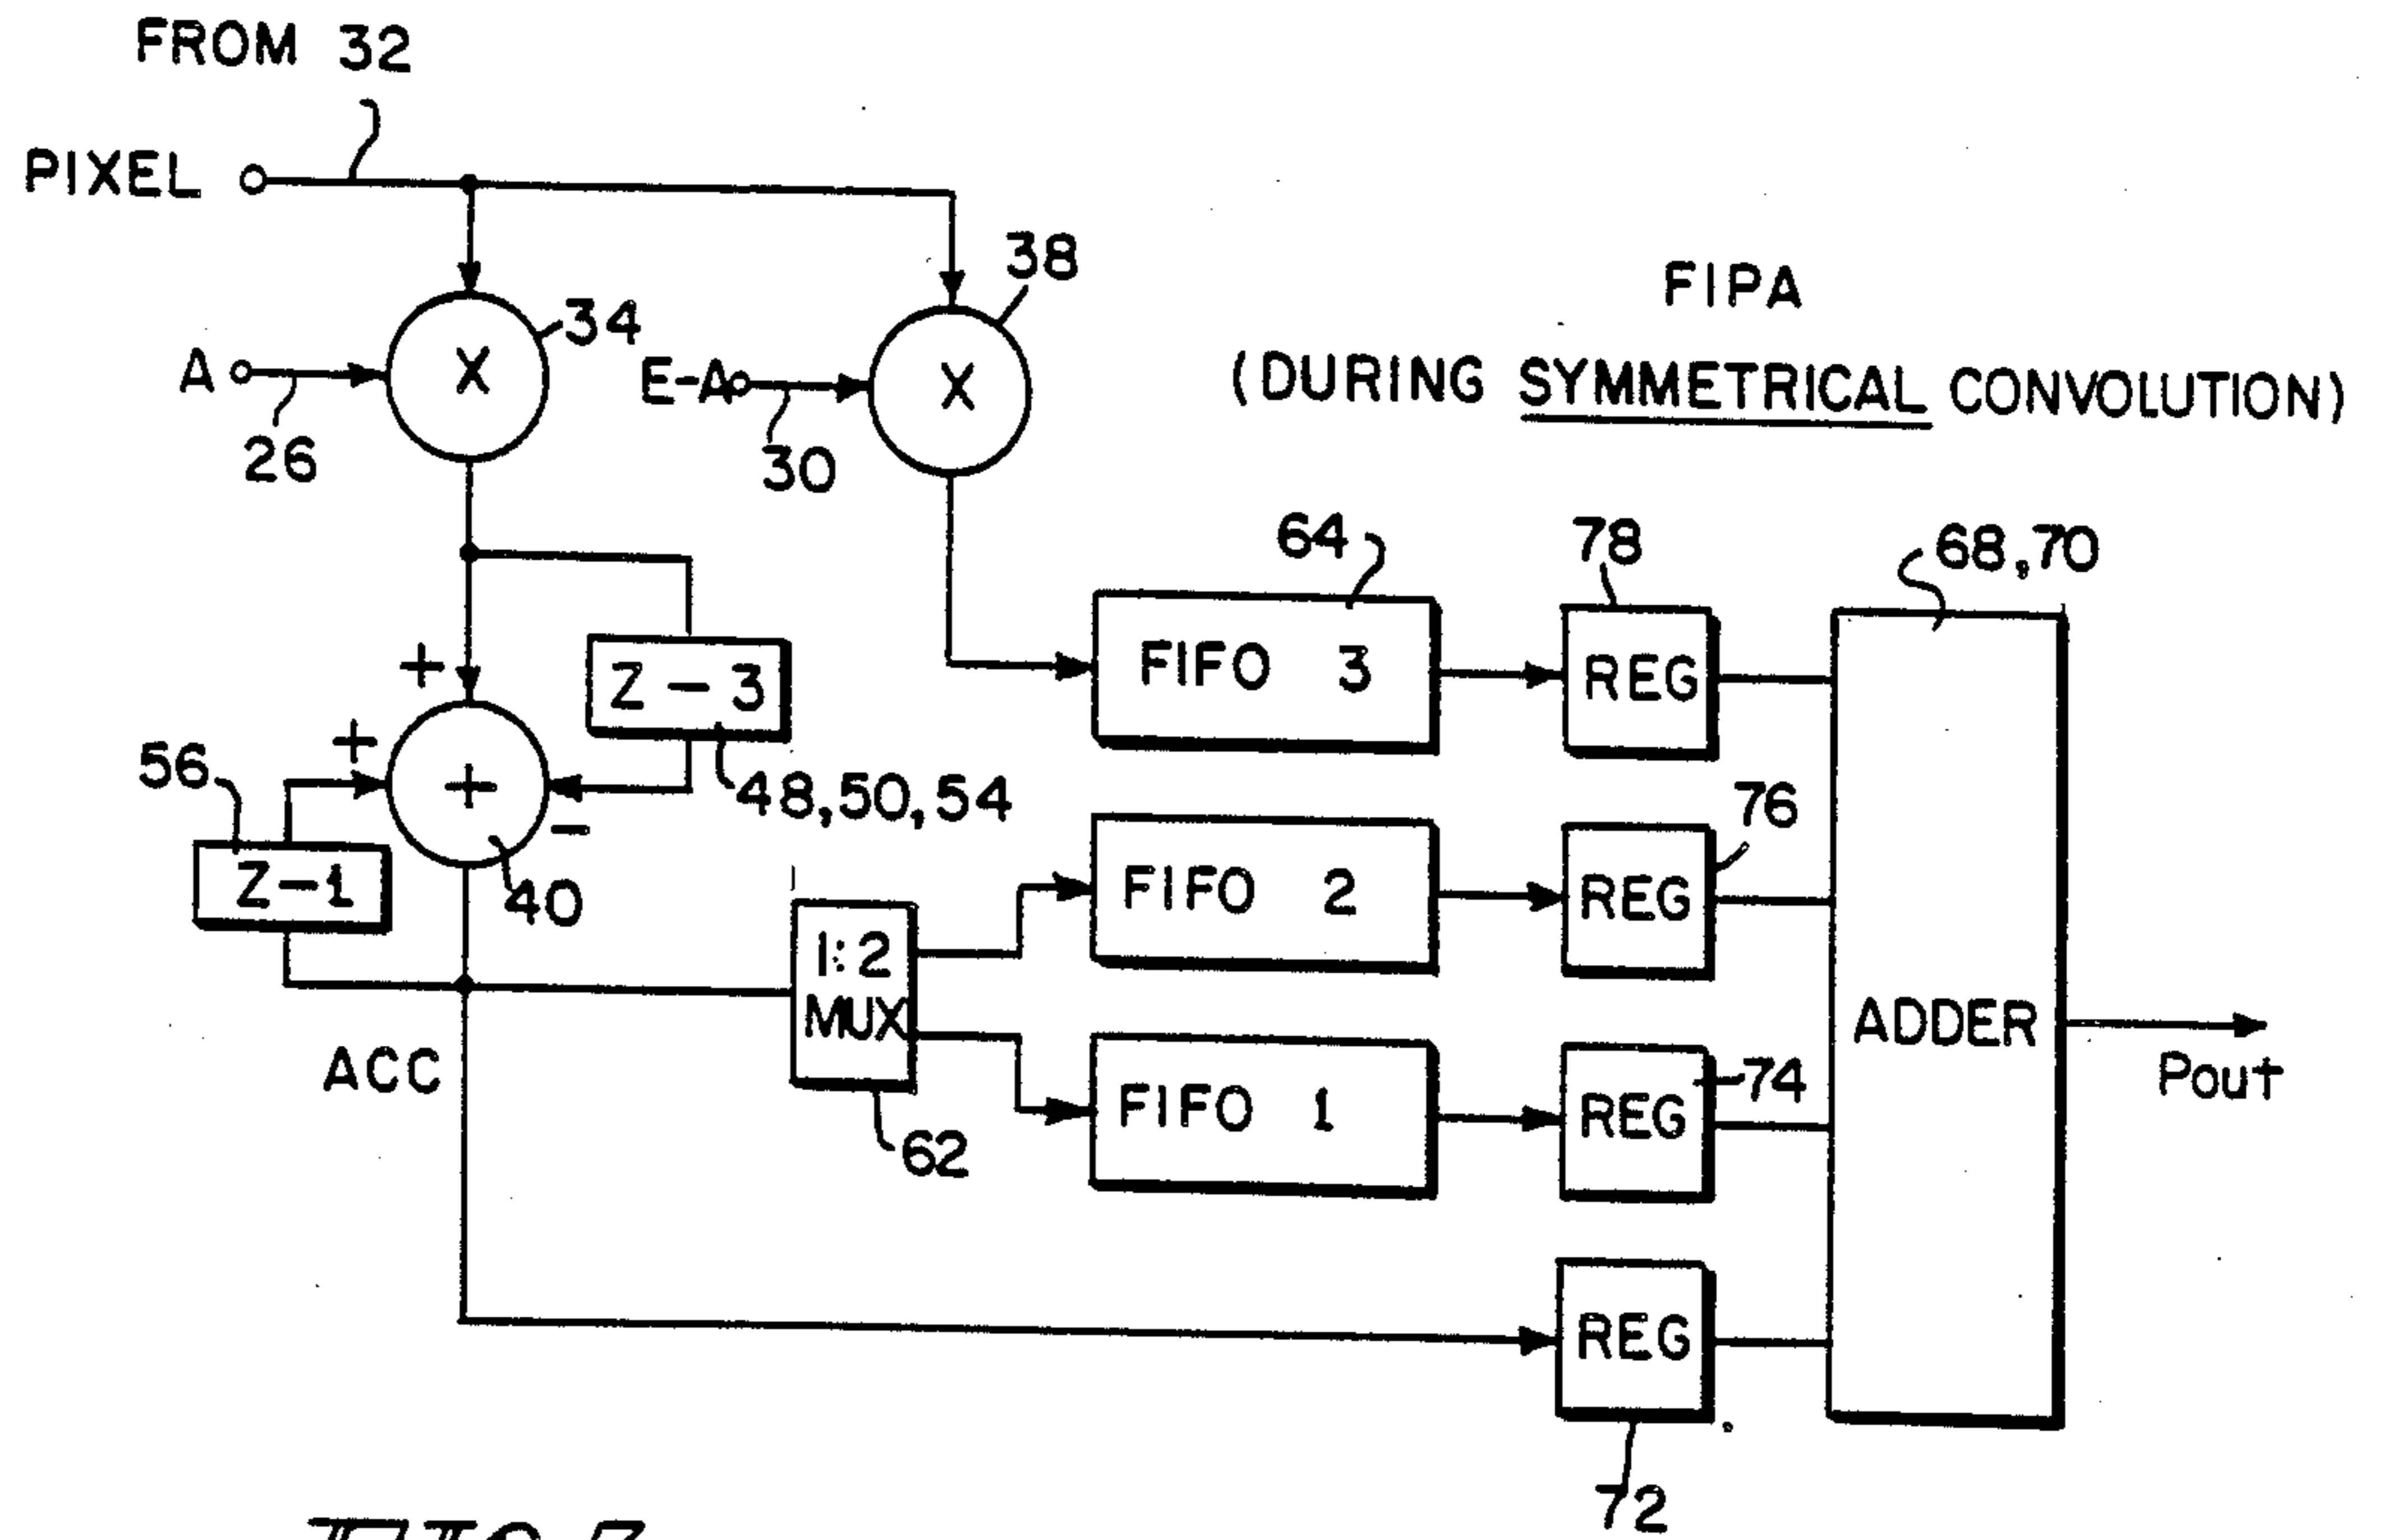 FROM 32
PIXEL
38
FIPA
34
A
X
E-A
X
(DURING SYMMETRICAL CONVOLUTION)
26
30
64
78
68,70
+
FIFO 3
REG
Z-3
+
56
+
48,50,54
76
-
Z-1
40
FIFO 2
REG
1:2
MUX
ADDER
ACC
FIFO 1
REG
74
Pout
62
REG
72